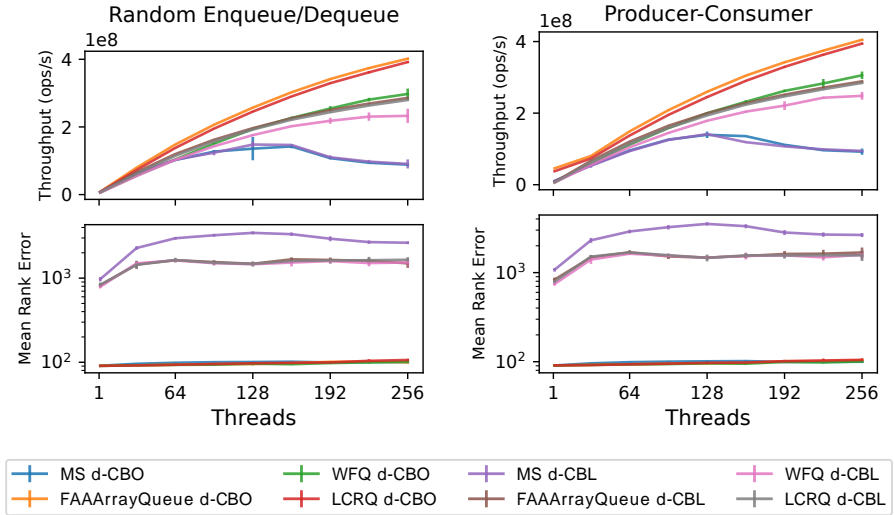 Random Enqueue/Dequeue
Producer-Consumer
1e8
1e8
Throughput (ops/s)
4
2
0
Throughput (ops/s)
4
2
0
Mean Rank Error
10³
10²
Mean Rank Error
10³
10²
1 64 128 192 256
1 64 128 192 256
Threads
Threads
MS d-CBO WFQ d-CBO MS d-CBL WFQ d-CBL
FAAArrayQueue d-CBO LCRQ d-CBO FAAArrayQueue d-CBL LCRQ d-CBL